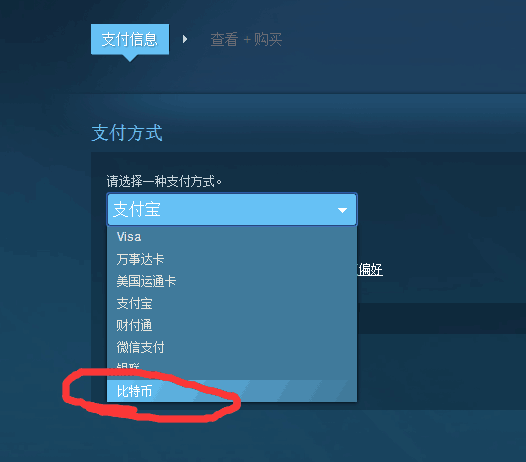 支付信息 查看 + 购买
支付方式
请选择一种支付方式。
支付宝
Visa
万事达卡
美国运通卡
偏好
支付宝
财付通
微信支付
银联
比特币